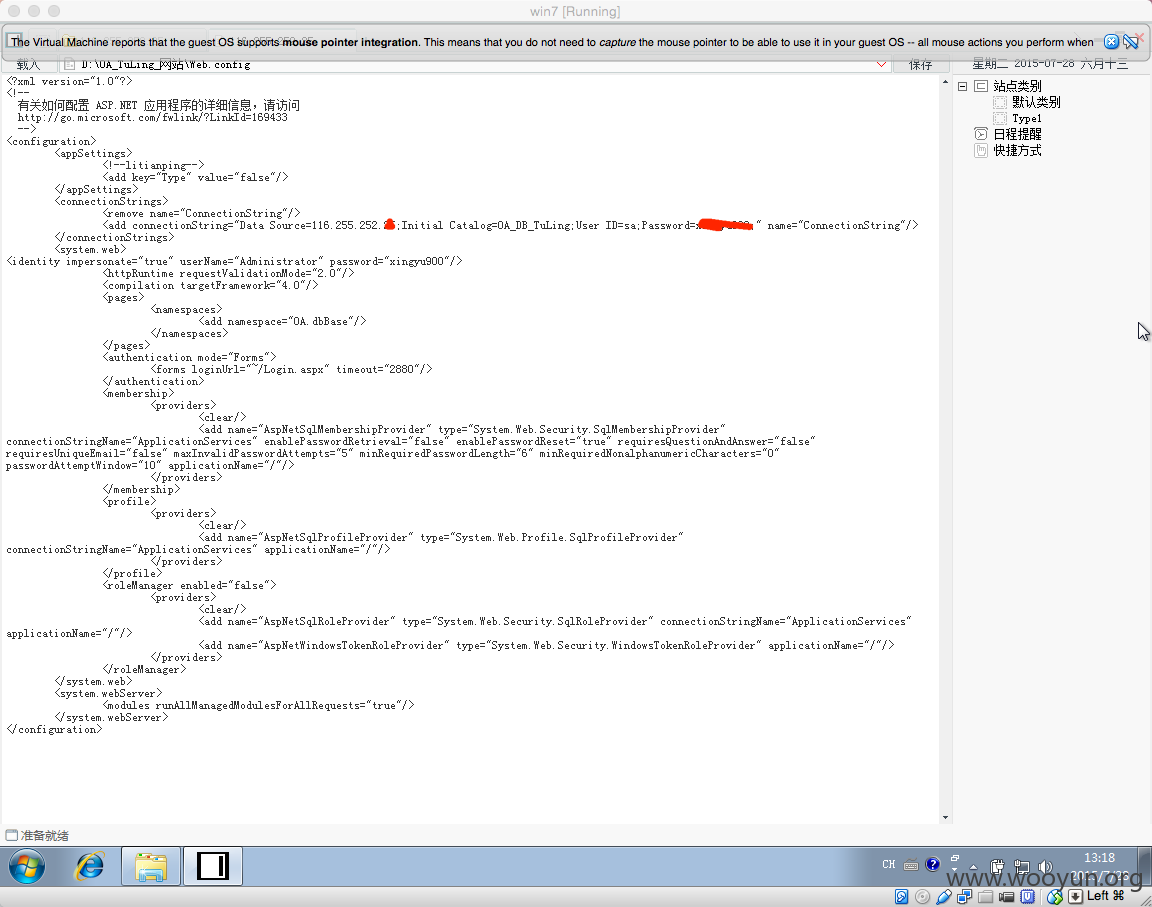 win7 [Running]
The Virtual Machine reports that the guest OS supports mouse pointer integration. This means that you do not need to capture the mouse pointer to be able to use it in your guest OS -- all mouse actions you perform when
载入 D:\OA_TuLing_网站\Web.config 保存 星期二 2015-07-28 六月十三
<?xml version="1.0"?>
<!--
有关如何配置 ASP.NET 应用程序的详细信息，请访问
http://go.microsoft.com/fwlink/?LinkId=169433
-->
<configuration>
<appSettings>
<!--litianping-->
<add key="Type" value="false"/>
</appSettings>
<connectionStrings>
<remove name="ConnectionString"/>
<add connectionString="Data Source=116.255.252. ;Initial Catalog=OA_DB_TuLing;User ID=sa;Password= " name="ConnectionString"/>
</connectionStrings>
<system.web>
<identity impersonate="true" userName="Administrator" password="xingyu900"/>
<httpRuntime requestValidationMode="2.0"/>
<compilation targetFramework="4.0"/>
<pages>
<namespaces>
<add namespace="OA.dbBase"/>
</namespaces>
</pages>
<authentication mode="Forms">
<forms loginUrl="~/Login.aspx" timeout="2880"/>
</authentication>
<membership>
<providers>
<clear/>
<add name="AspNetSqlMembershipProvider" type="System.Web.Security.SqlMembershipProvider"
connectionStringName="ApplicationServices" enablePasswordRetrieval="false" enablePasswordReset="true" requiresQuestionAndAnswer="false"
requiresUniqueEmail="false" maxInvalidPasswordAttempts="5" minRequiredPasswordLength="6" minRequiredNonalphanumericCharacters="0"
passwordAttemptWindow="10" applicationName="/"/>
</providers>
</membership>
<profile>
<providers>
<clear/>
<add name="AspNetSqlProfileProvider" type="System.Web.Profile.SqlProfileProvider"
connectionStringName="ApplicationServices" applicationName="/"/>
</providers>
</profile>
<roleManager enabled="false">
<providers>
<clear/>
<add name="AspNetSqlRoleProvider" type="System.Web.Security.SqlRoleProvider" connectionStringName="ApplicationServices"
applicationName="/"/>
<add name="AspNetWindowsTokenRoleProvider" type="System.Web.Security.WindowsTokenRoleProvider" applicationName="/"/>
</providers>
</roleManager>
</system.web>
<system.webServer>
<modules runAllManagedModulesForAllRequests="true"/>
</system.webServer>
</configuration>
站点类别
默认类别
Type1
日程提醒
快捷方式
准备就绪
CH
13:18
2015/7/28
www.wooyun.org
Left ⌘